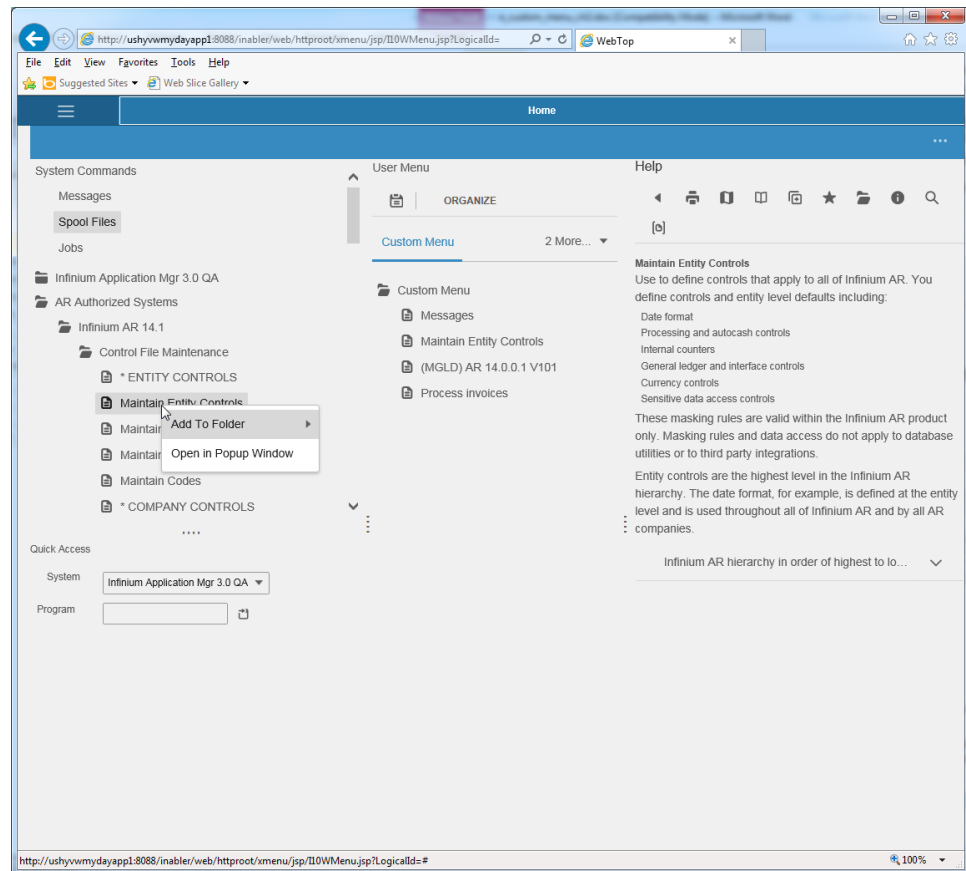 http://ushyvwmydayapp1:8088/inabler/web/httproot/xmenu/jsp/I10WMenu.jsp?LogicalId=
WebTop
File Edit View Favorites Tools Help
Suggested Sites Web Slice Gallery
Home
System Commands
Messages
Spool Files
Jobs
Infinium Application Mgr 3.0 QA
AR Authorized Systems
Infinium AR 14.1
Control File Maintenance
* ENTITY CONTROLS
Maintain Entity Controls
Add To Folder
Open in Popup Window
Maintain
Maintain
Maintain Codes
* COMPANY CONTROLS
Quick Access
System
Infinium Application Mgr 3.0 QA
Program
User Menu
ORGANIZE
Custom Menu
2 More...
Custom Menu
Messages
Maintain Entity Controls
(MGLD) AR 14.0.0.1 V101
Process invoices
Help
Maintain Entity Controls
Use to define controls that apply to all of Infinium AR. You
define controls and entity level defaults including:
Date format
Processing and autocash controls
Internal counters
General ledger and interface controls
Currency controls
Sensitive data access controls
These masking rules are valid within the Infinium AR product
only. Masking rules and data access do not apply to database
utilities or to third party integrations.
Entity controls are the highest level in the Infinium AR
hierarchy. The date format, for example, is defined at the entity
level and is used throughout all of Infinium AR and by all AR
companies.
Infinium AR hierarchy in order of highest to lo...
http://ushyvwmydayapp1:8088/inabler/web/httproot/xmenu/jsp/I10WMenu.jsp?LogicalId=#
100%